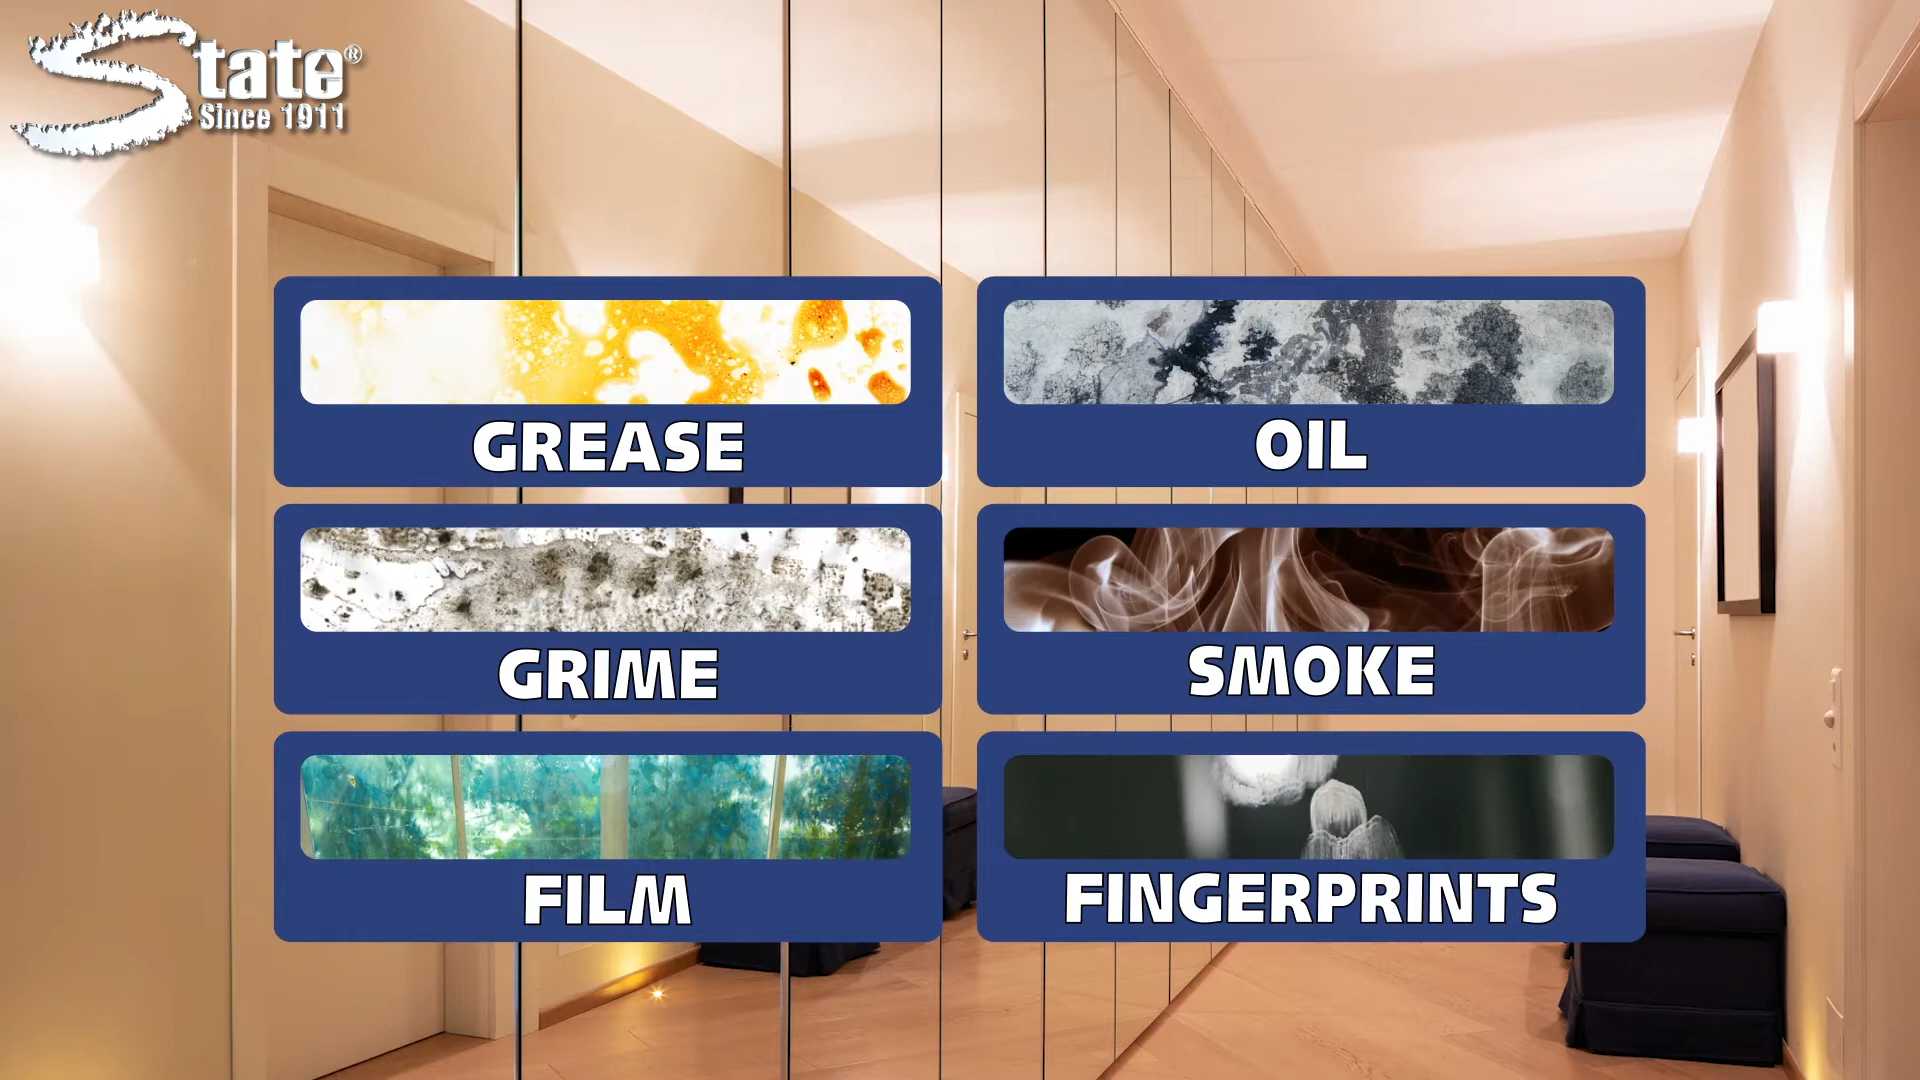 State®
Since 1911
GREASE
OIL
GRIME
SMOKE
FILM
FINGERPRINTS